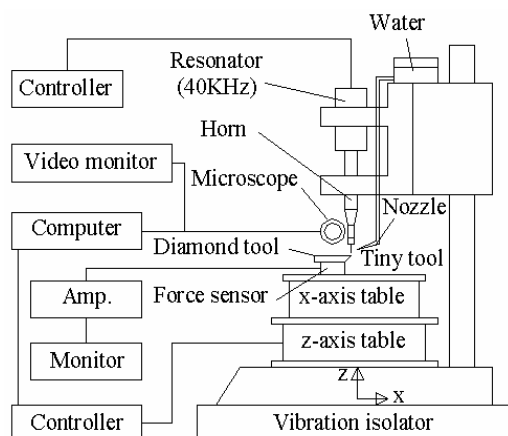 Water
Resonator
(40KHz)
Controller
Horn
Video monitor
Microscope
Nozzle
Computer
Diamond tool
Tiny tool
Amp.
Force sensor
x-axis table
Monitor
z-axis table
z
x
Controller
Vibration isolator